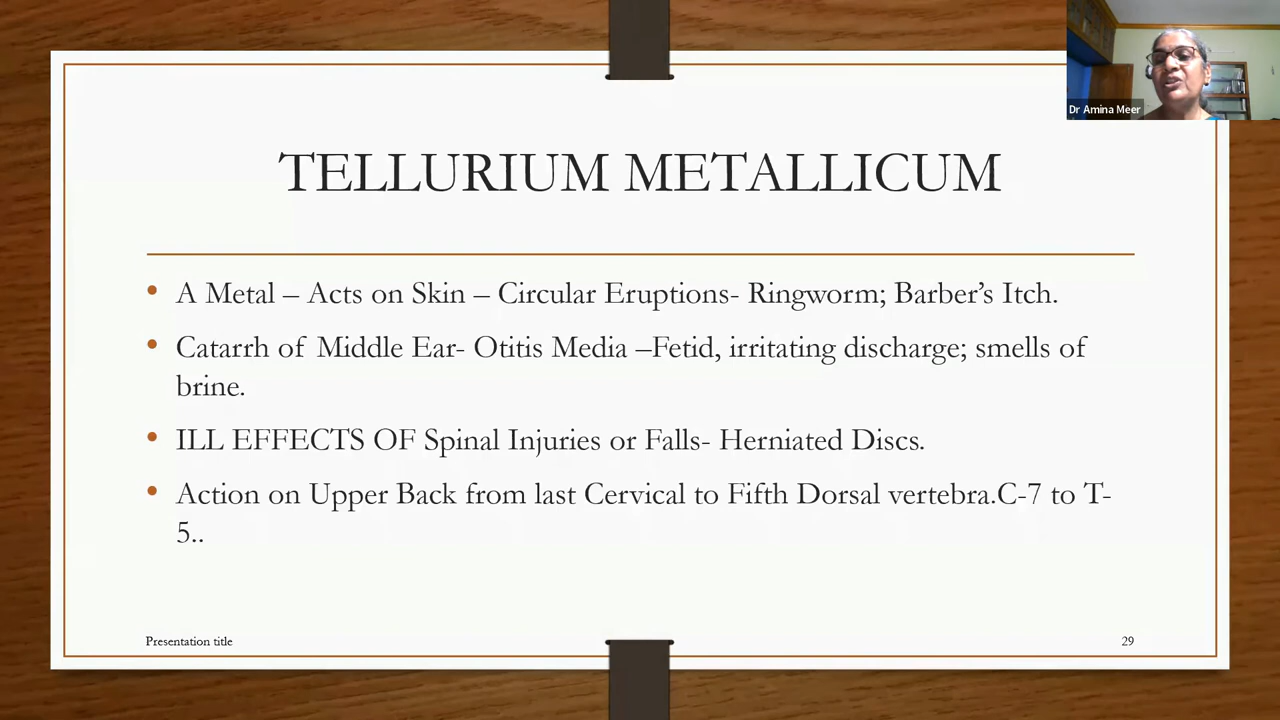 Dr Amina Meer
TELLURIUM METALLICUM
• A Metal – Acts on Skin – Circular Eruptions- Ringworm; Barber’s Itch.
• Catarrh of Middle Ear- Otitis Media –Fetid, irritating discharge; smells of
brine.
• ILL EFFECTS OF Spinal Injuries or Falls- Herniated Discs.
• Action on Upper Back from last Cervical to Fifth Dorsal vertebra.C-7 to T-
5..
Presentation title
29